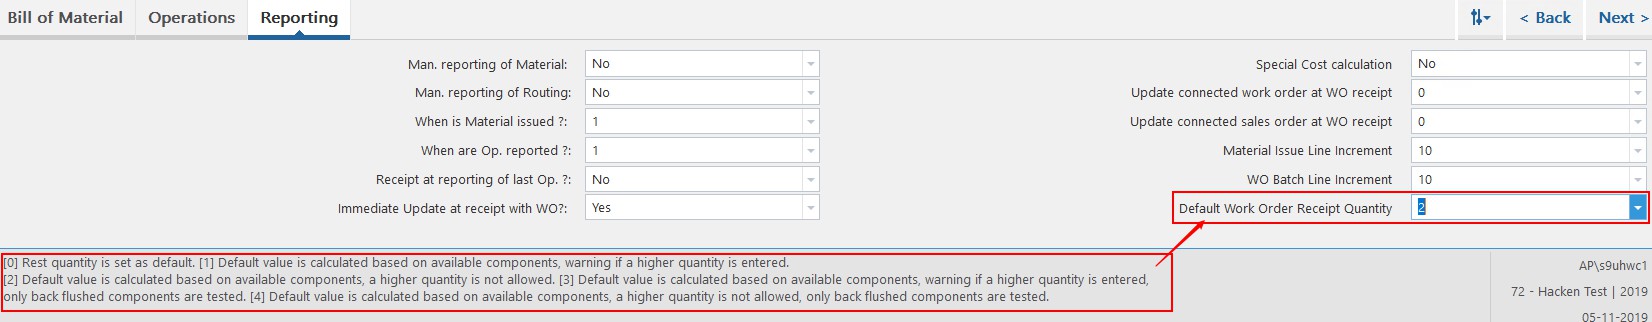 Bill of Material Operations Reporting < Back Next >
Man. reporting of Material: No Special Cost calculation No
Man. reporting of Routing: No Update connected work order at WO receipt 0
When is Material issued ?: 1 Update connected sales order at WO receipt 0
When are Op. reported ?: 1 Material Issue Line Increment 10
Receipt at reporting of last Op. ?: No WO Batch Line Increment 10
Immediate Update at receipt with WO?: Yes Default Work Order Receipt Quantity 2
[0] Rest quantity is set as default. [1] Default value is calculated based on available components, warning if a higher quantity is entered.
[2] Default value is calculated based on available components, a higher quantity is not allowed. [3] Default value is calculated based on available components, warning if a higher quantity is entered,
only back flushed components are tested. [4] Default value is calculated based on available components, a higher quantity is not allowed, only back flushed components are tested.
AP\s9uhwc1
72 - Hacken Test | 2019
05-11-2019